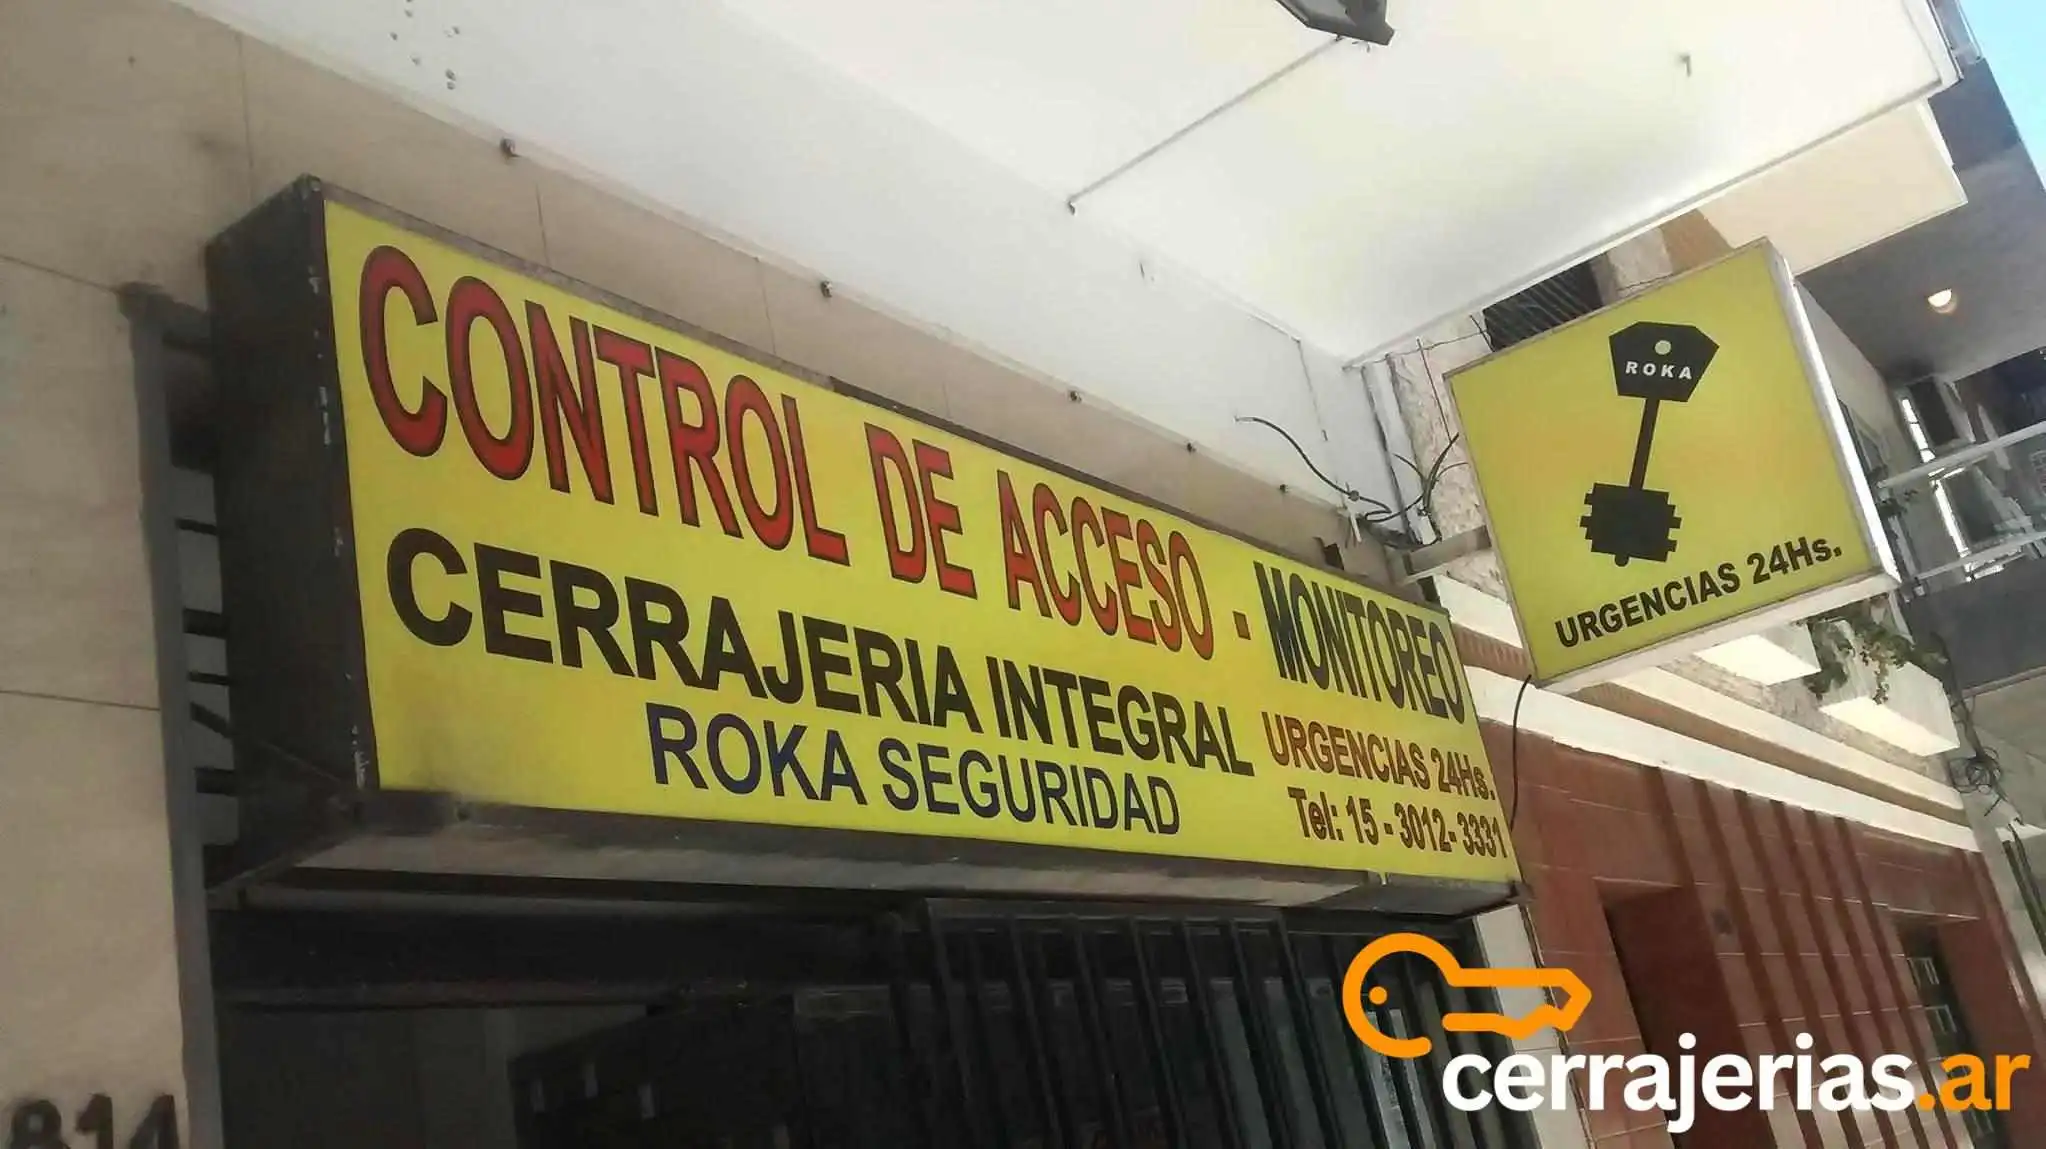 CONTROL DE ACCESO - MONITOREO
CERRAJERIA INTEGRAL
ROKA SEGURIDAD
URGENCIAS 24Hs.
Tel: 15 - 3012- 3331
ROKA
URGENCIAS 24Hs.
814
cerrajerias.ar